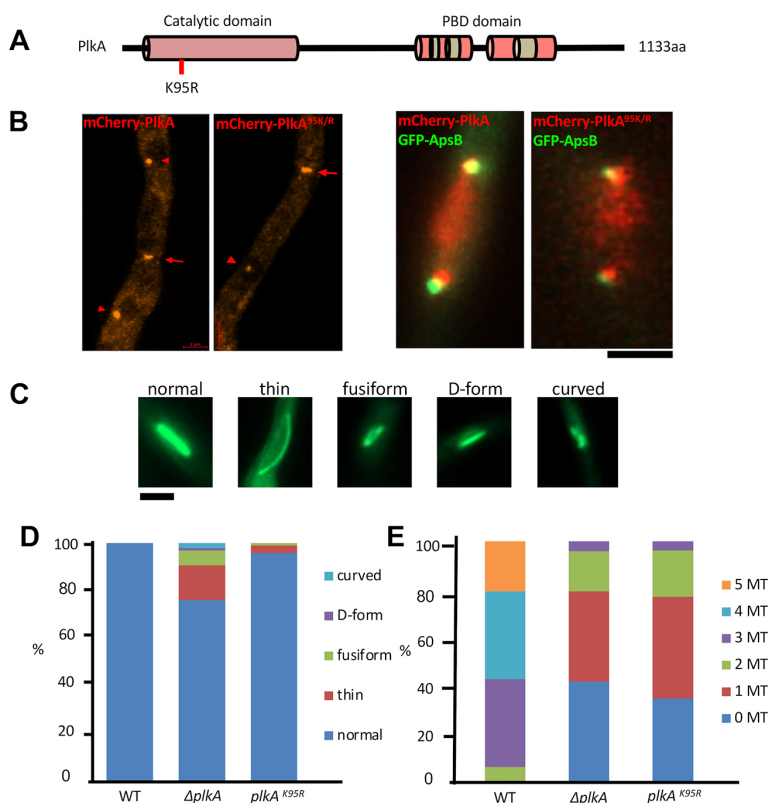 A
Catalytic domain
PBD domain
PlkA
1133aa
K95R
B
mCherry-PlkA
mCherry-PlkA95K/R
mCherry-PlkA
GFP-ApsB
mCherry-PlkA95K/R
GFP-ApsB
C
normal
thin
fusiform
D-form
curved
D
100
80
60
%
40
20
0
WT
ΔplkA
plkA K95R
curved
D-form
fusiform
thin
normal
E
100
80
60
%
40
20
0
WT
ΔplkA
plkA K95R
5 MT
4 MT
3 MT
2 MT
1 MT
0 MT